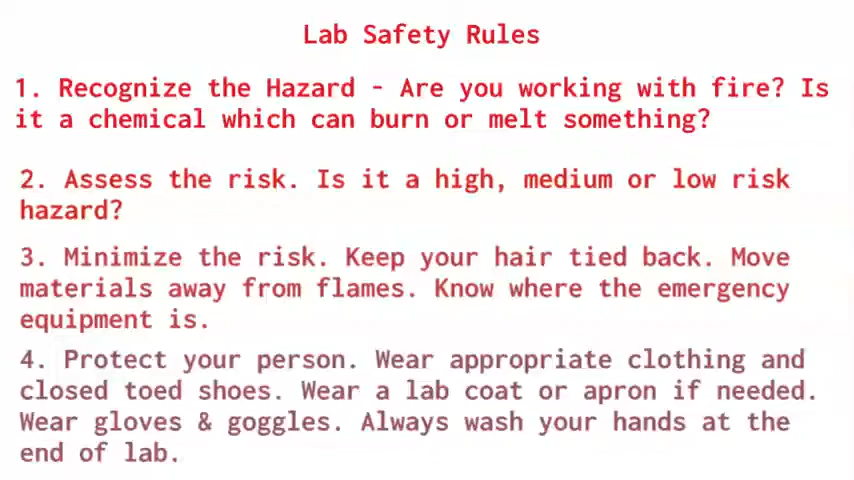 Lab Safety Rules
1. Recognize the Hazard - Are you working with fire? Is
it a chemical which can burn or melt something?
2. Assess the risk. Is it a high, medium or low risk
hazard?
3. Minimize the risk. Keep your hair tied back. Move
materials away from flames. Know where the emergency
equipment is.
4. Protect your person. Wear appropriate clothing and
closed toed shoes. Wear a lab coat or apron if needed.
Wear gloves & goggles. Always wash your hands at the
end of lab.